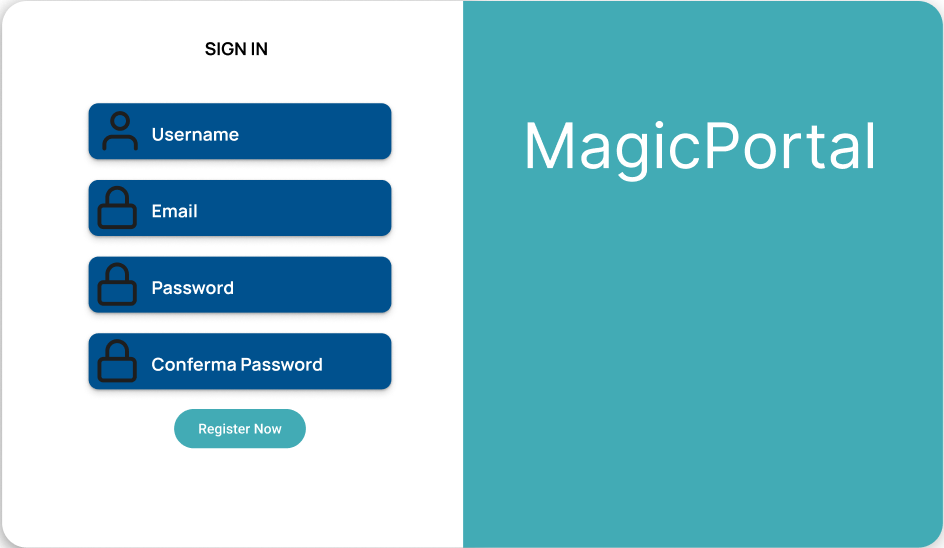 SIGN IN
Username
Email
Password
Conferma Password
Register Now
MagicPortal